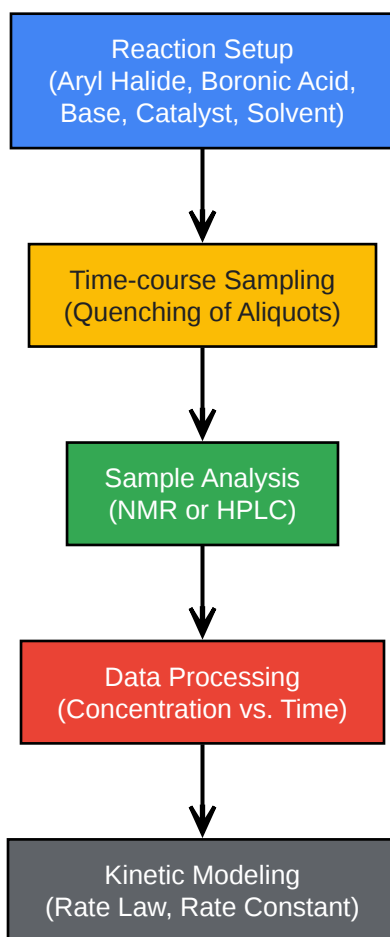 Reaction Setup
(Aryl Halide, Boronic Acid,
Base, Catalyst, Solvent)
Time-course Sampling
(Quenching of Aliquots)
Sample Analysis
(NMR or HPLC)
Data Processing
(Concentration vs. Time)
Kinetic Modeling
(Rate Law, Rate Constant)